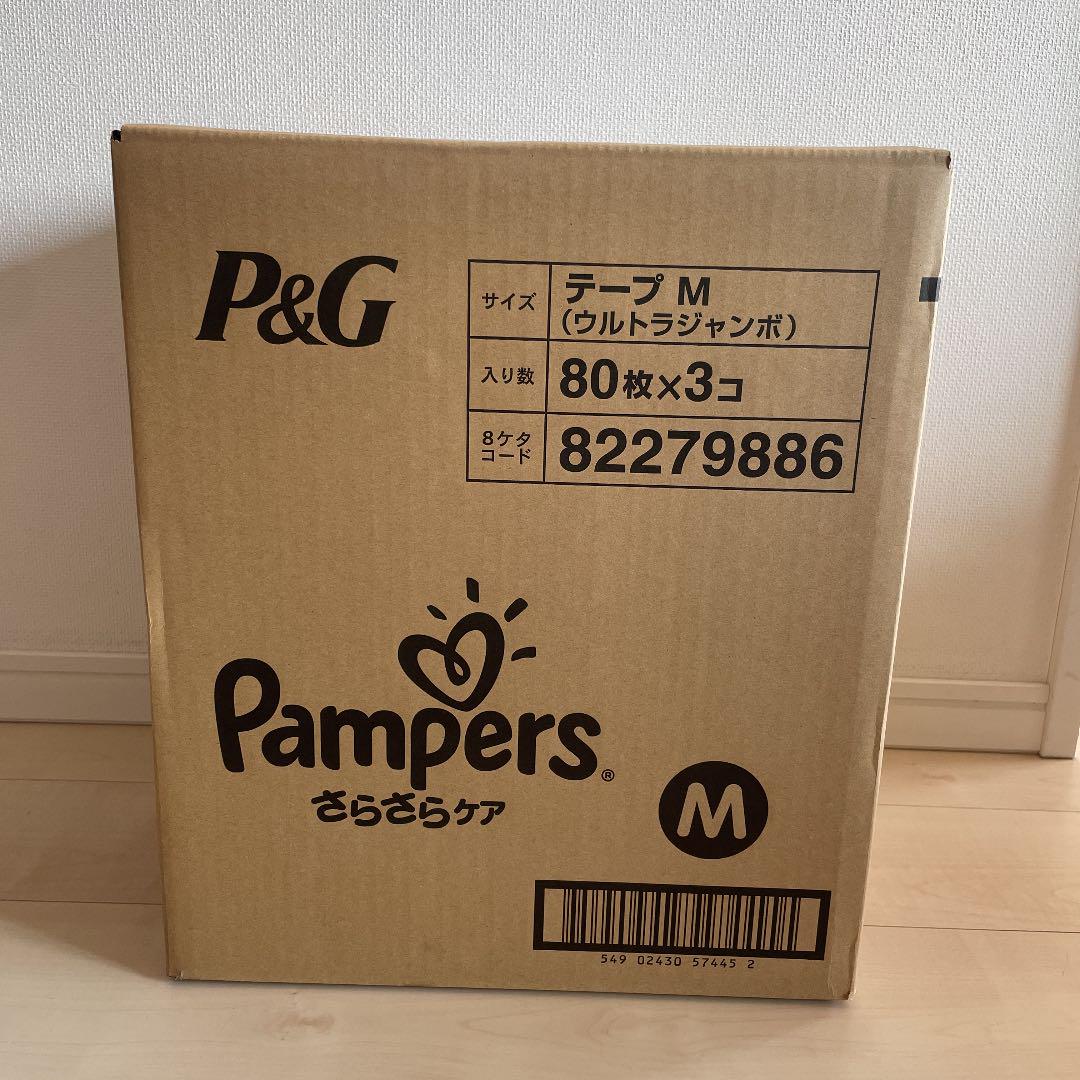 P&G
サイズ
テープ M
(ウルトラジャンボ)
入り数
80枚×3コ
8ケタ
コード
82279886
Pampers®
さらさらケア
M
549 02430 57445 2